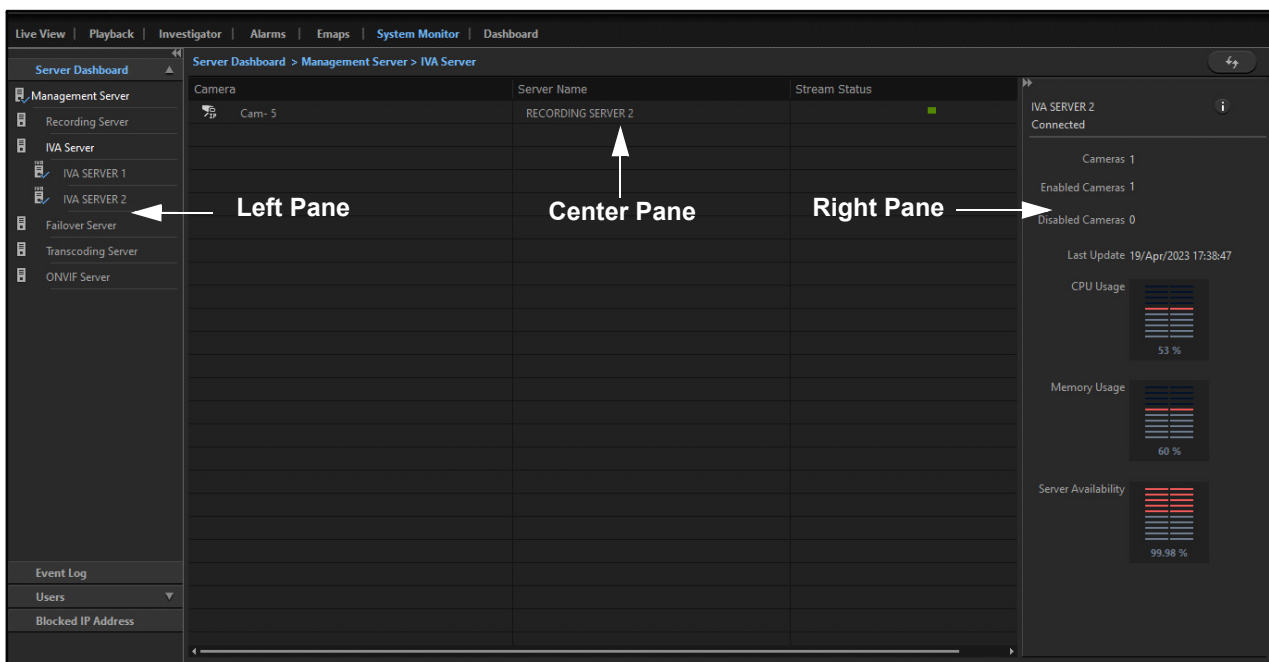 Live View | Playback | Investigator | Alarms | Emaps | System Monitor | Dashboard
Server Dashboard
Management Server
Recording Server
IVA Server
IVA SERVER 1
IVA SERVER 2
Failover Server
Transcoding Server
ONVIF Server
Event Log
Users
Blocked IP Address
Left Pane
Server Dashboard > Management Server > IVA Server
Camera Server Name Stream Status
Cam- 5 RECORDING SERVER 2
Center Pane
Right Pane
IVA SERVER 2
Connected
Cameras 1
Enabled Cameras 1
Disabled Cameras 0
Last Update 19/Apr/2023 17:38:47
CPU Usage
53 %
Memory Usage
60 %
Server Availability
99.98 %